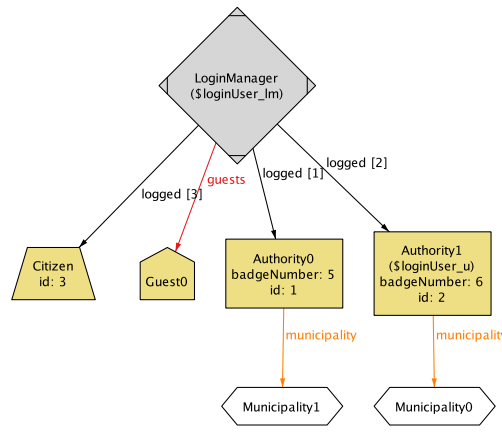 LoginManager
($loginUser_lm)
logged [2]
logged [1]
guests
logged [3]
Citizen
id: 3
Guest0
Authority0
badgeNumber: 5
id: 1
Authority1
($loginUser_u)
badgeNumber: 6
id: 2
municipality
municipality
Municipality1
Municipality0